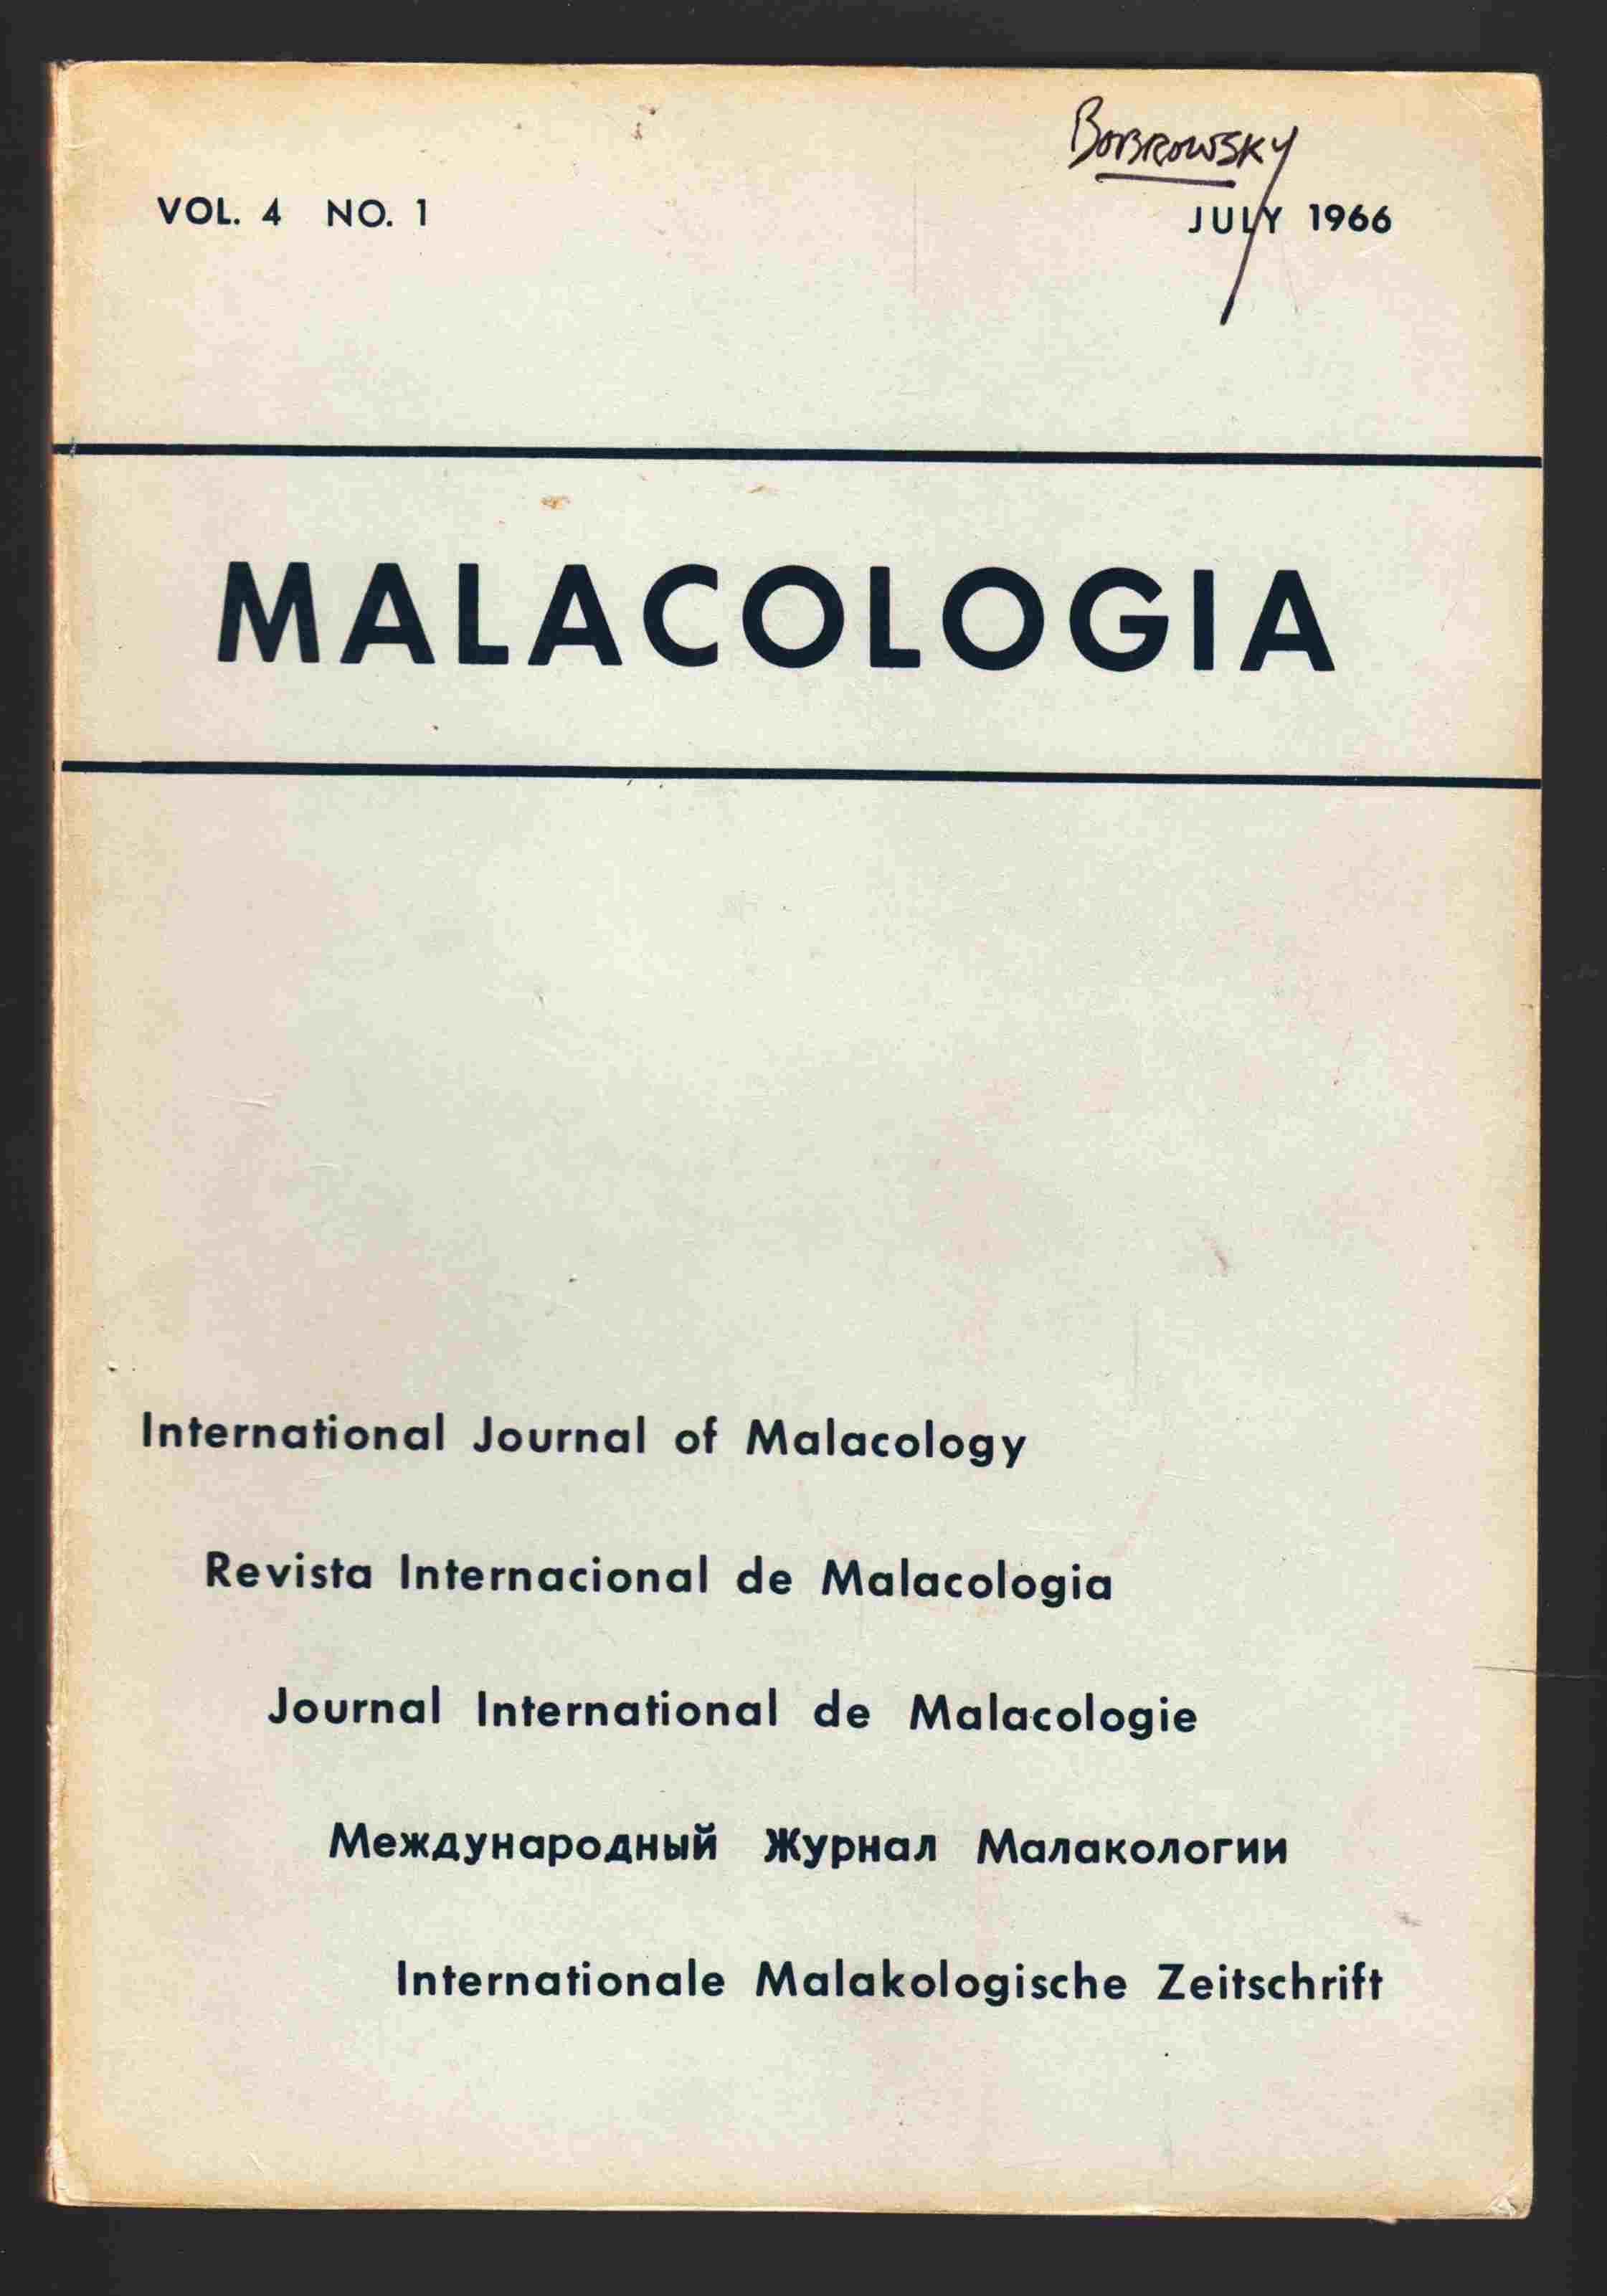 BOBROWSKY
VOL. 4 NO. 1 JULY 1966
MALACOLOGIA
International Journal of Malacology
Revista Internacional de Malacologia
Journal International de Malacologie
Международный Журнал Малакологии
Internationale Malakologische Zeitschrift